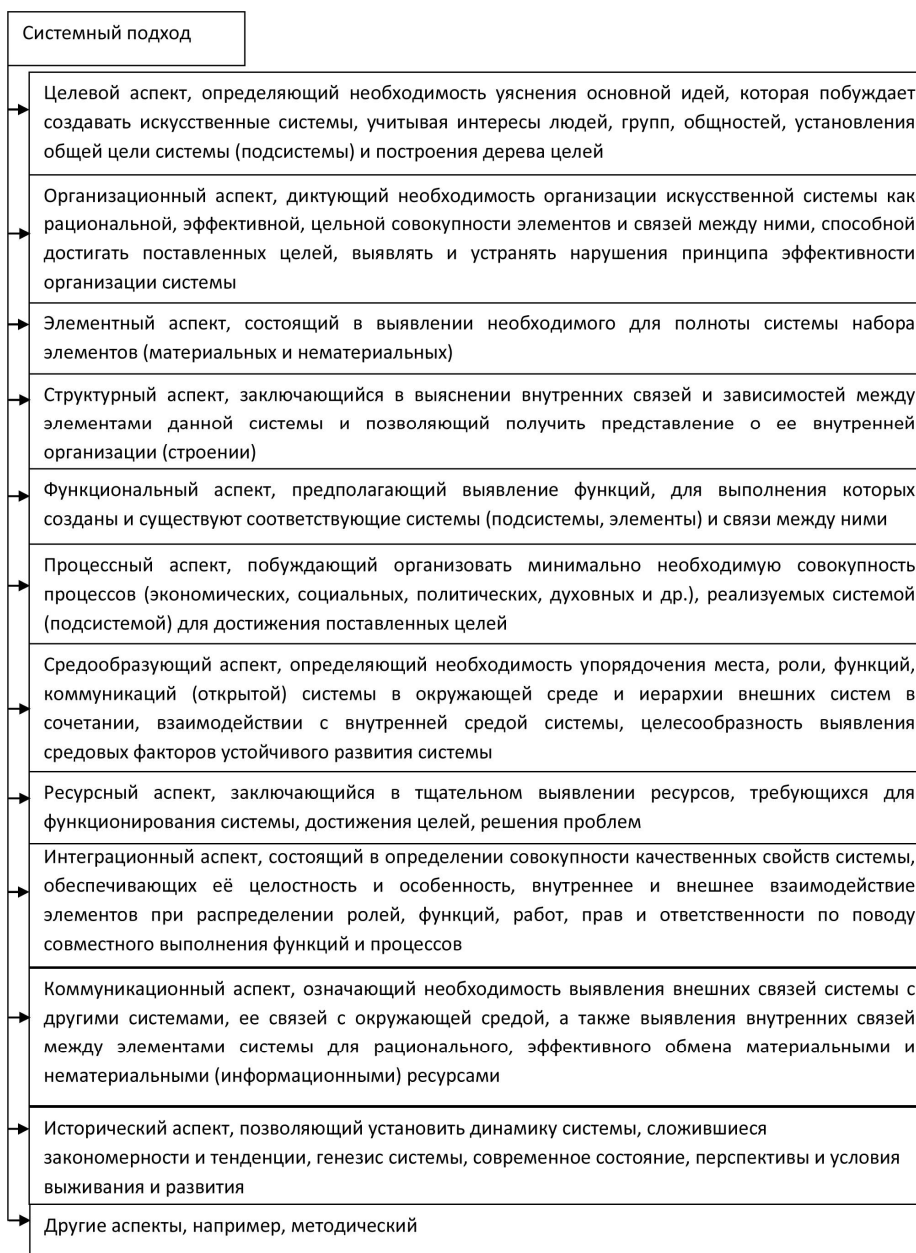 Системный подход
Целевой аспект, определяющий необходимость уяснения основной идей, которая побуждает
создавать искусственные системы, учитывая интересы людей, групп, общностей, установления
общей цели системы (подсистемы) и построения дерева целей
Организационный аспект, диктующий необходимость организации искусственной системы как
рациональной, эффективной, цельной совокупности элементов и связей между ними, способной
достигать поставленных целей, выявлять и устранять нарушения принципа эффективности
организации системы
Элементный аспект, состоящий в выявлении необходимого для полноты системы набора
элементов (материальных и нематериальных)
Структурный аспект, заключающийся в выяснении внутренних связей и зависимостей между
элементами данной системы и позволяющий получить представление о ее внутренней
организации (строении)
Функциональный аспект, предполагающий выявление функций, для выполнения которых
созданы и существуют соответствующие системы (подсистемы, элементы) и связи между ними
Процессный аспект, побуждающий организовать минимально необходимую совокупность
процессов (экономических, социальных, политических, духовных и др.), реализуемых системой
(подсистемой) для достижения поставленных целей
Средообразующий аспект, определяющий необходимость упорядочения места, роли, функций,
коммуникаций (открытой) системы в окружающей среде и иерархии внешних систем в
сочетании, взаимодействии с внутренней средой системы, целесообразность выявления
средовых факторов устойчивого развития системы
Ресурсный аспект, заключающийся в тщательном выявлении ресурсов, требующихся для
функционирования системы, достижения целей, решения проблем
Интеграционный аспект, состоящий в определении совокупности качественных свойств системы,
обеспечивающих её целостность и особенность, внутреннее и внешнее взаимодействие
элементов при распределении ролей, функций, работ, прав и ответственности по поводу
совместного выполнения функций и процессов
Коммуникационный аспект, означающий необходимость выявления внешних связей системы с
другими системами, ее связей с окружающей средой, а также выявления внутренних связей
между элементами системы для рационального, эффективного обмена материальными и
нематериальными (информационными) ресурсами
Исторический аспект, позволяющий установить динамику системы, сложившиеся
закономерности и тенденции, генезис системы, современное состояние, перспективы и условия
выживания и развития
Другие аспекты, например, методический